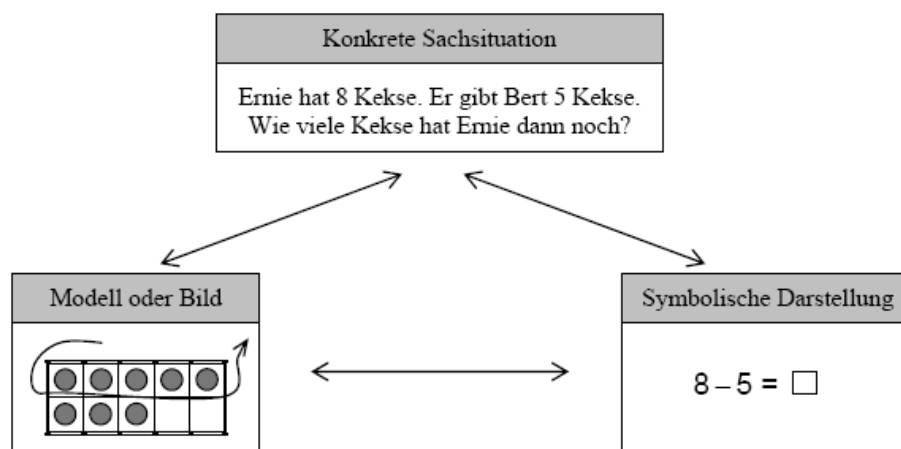 Konkrete Sachsituation
Ernie hat 8 Kekse. Er gibt Bert 5 Kekse.
Wie viele Kekse hat Ernie dann noch?
Modell oder Bild
Symbolische Darstellung
8 – 5 = □